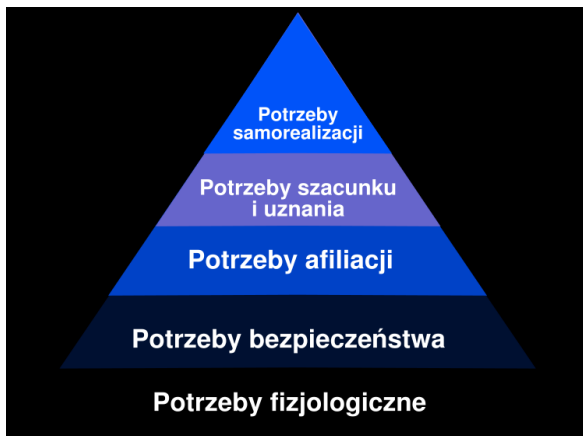 Potrzeby
samorealizacji
Potrzeby szacunku
i uznania
Potrzeby afiliacji
Potrzeby bezpieczeństwa
Potrzeby fizjologiczne